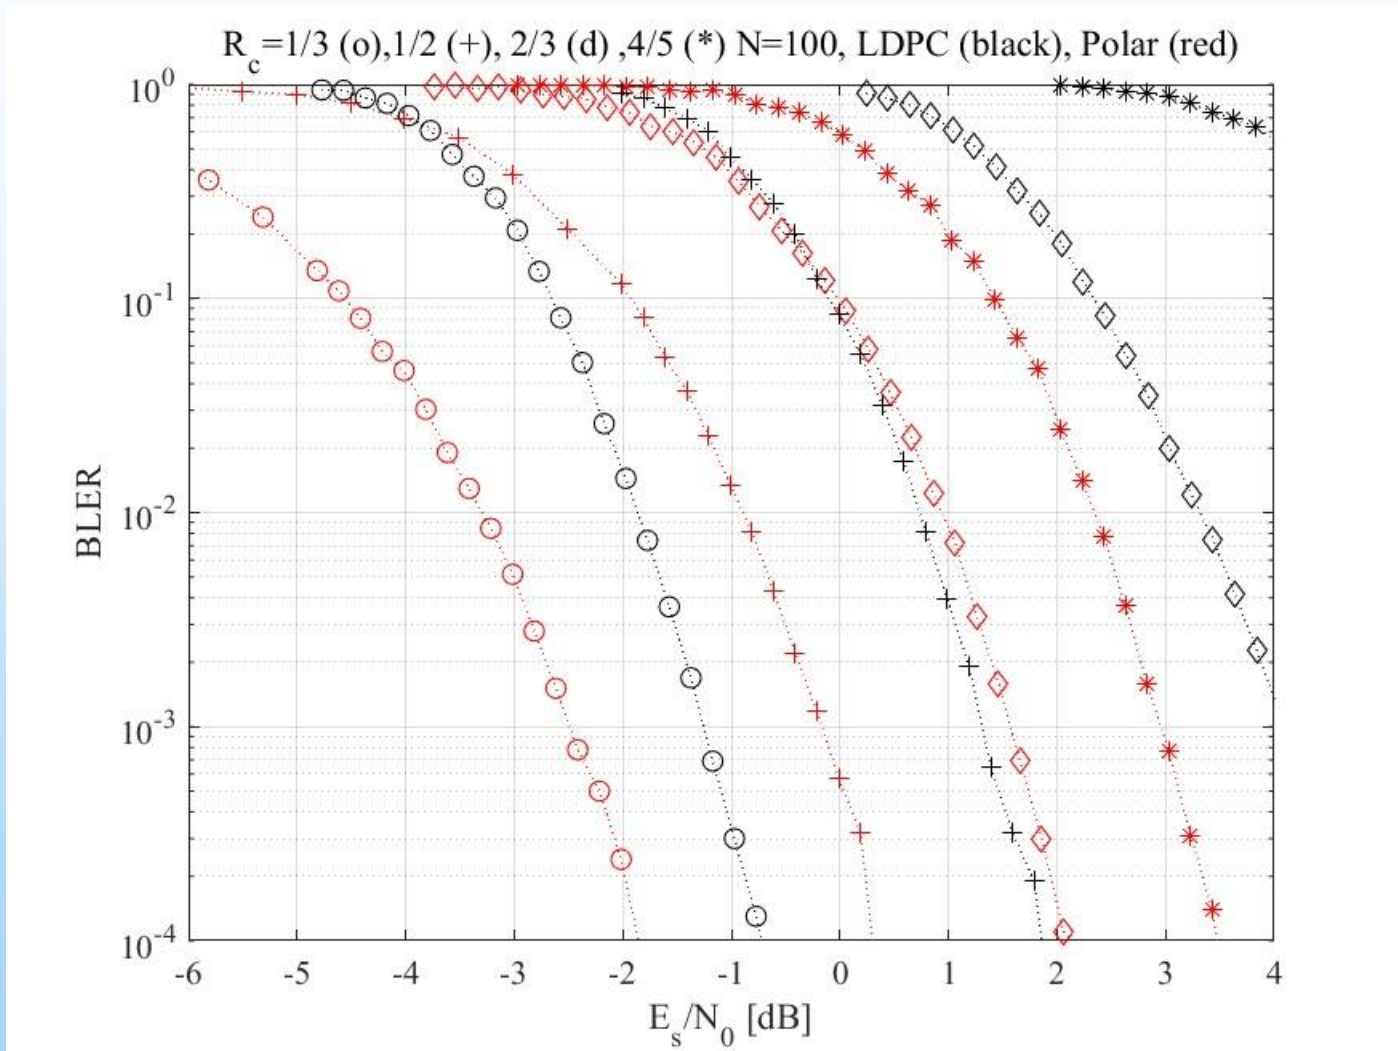 R_c=1/3 (o),1/2 (+), 2/3 (d) ,4/5 (*) N=100, LDPC (black), Polar (red)
10^0
10^-1
10^-2
10^-3
10^-4
BLER
-6 -5 -4 -3 -2 -1 0 1 2 3 4
E_s/N_0 [dB]